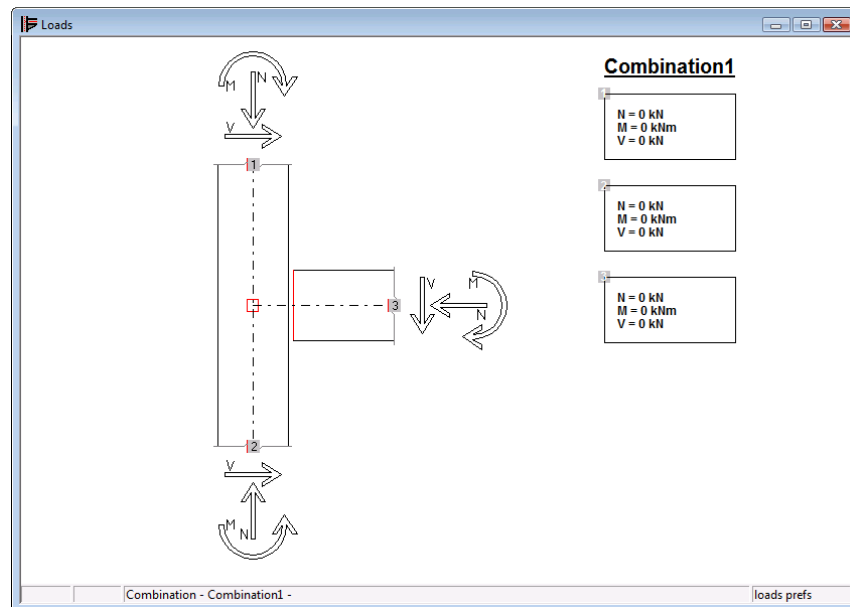 Loads
M
N
V
1
Combination1
1
N = 0 kN
M = 0 kNm
V = 0 kN
2
N = 0 kN
M = 0 kNm
V = 0 kN
3
V
M
N
3
N = 0 kN
M = 0 kNm
V = 0 kN
2
V
M
N
Combination - Combination1 -
loads prefs